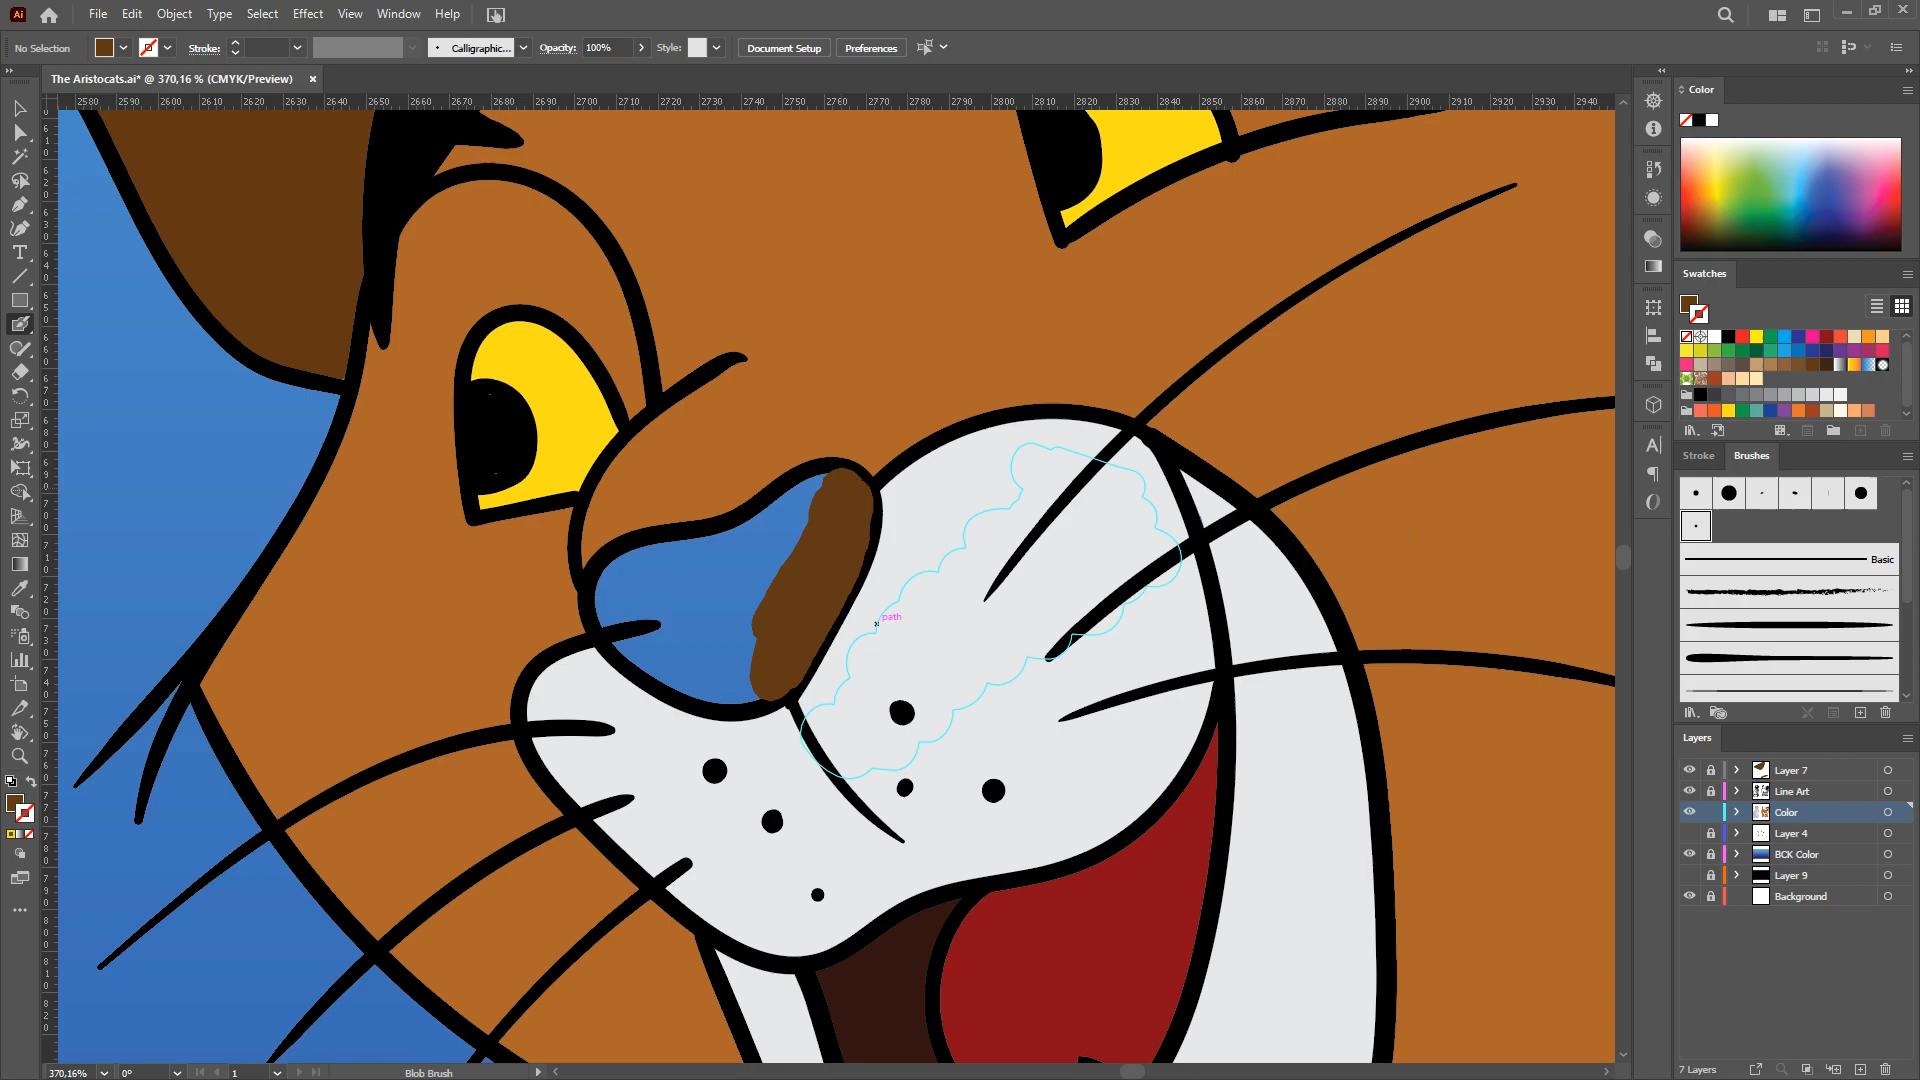 Ai File Edit Object Type Select Effect View Window Help
No Selection Stroke: Calligraphic... Opacity: 100% Style: Document Setup Preferences
The Aristocats.ai* @ 370,16 % (CMYK/Preview) ×
2580 2590 2600 2610 2620 2630 2640 2650 2660 2670 2680 2690 2700 2710 2720 2730 2740 2750 2760 2770 2780 2790 2800 2810 2820 2830 2840 2850 2860 2870 2880 2890 2900 2910 2920 2930 2940
Color
Swatches
Stroke Brushes
Basic
path
Layers
Layer 7
Line Art
Color
Layer 4
BCK Color
Layer 9
Background
7 Layers
370,16% 0° 1 Blob Brush